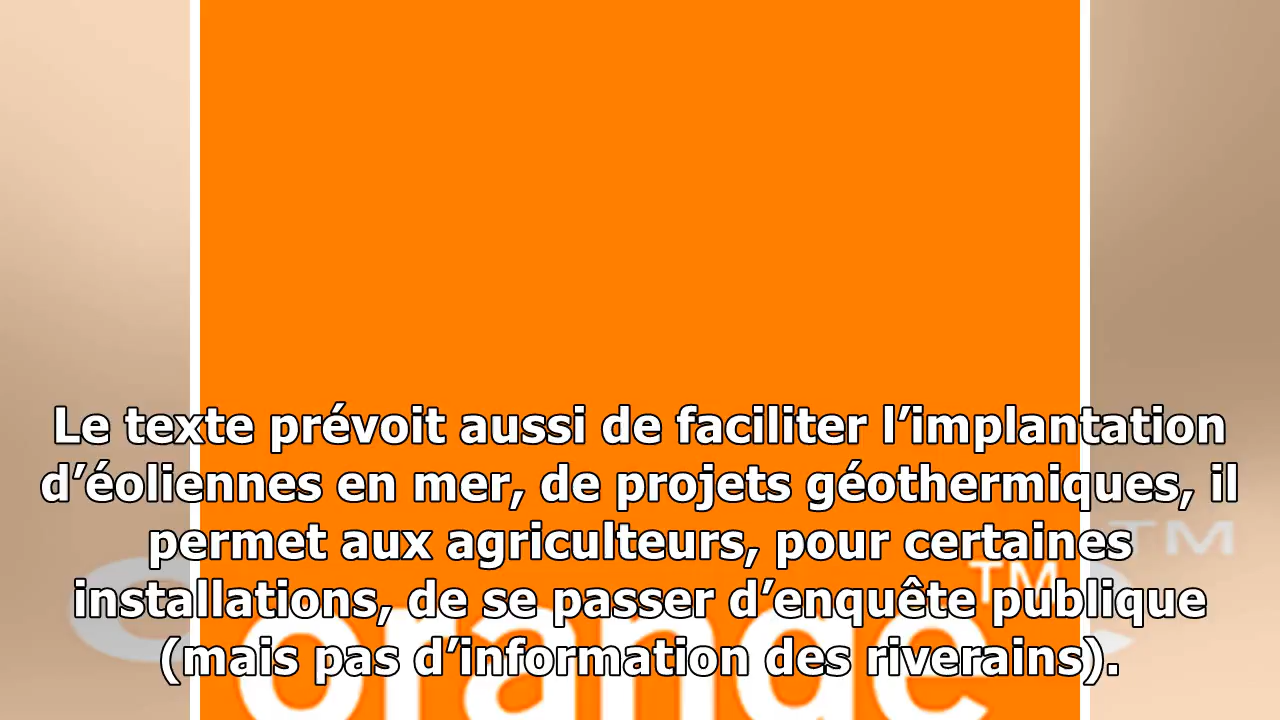 Le texte prévoit aussi de faciliter l’implantation
d’éoliennes en mer, de projets géothermiques, il
permet aux agriculteurs, pour certaines
installations, de se passer d’enquête publique
(mais pas d’information des riverains).
orange™